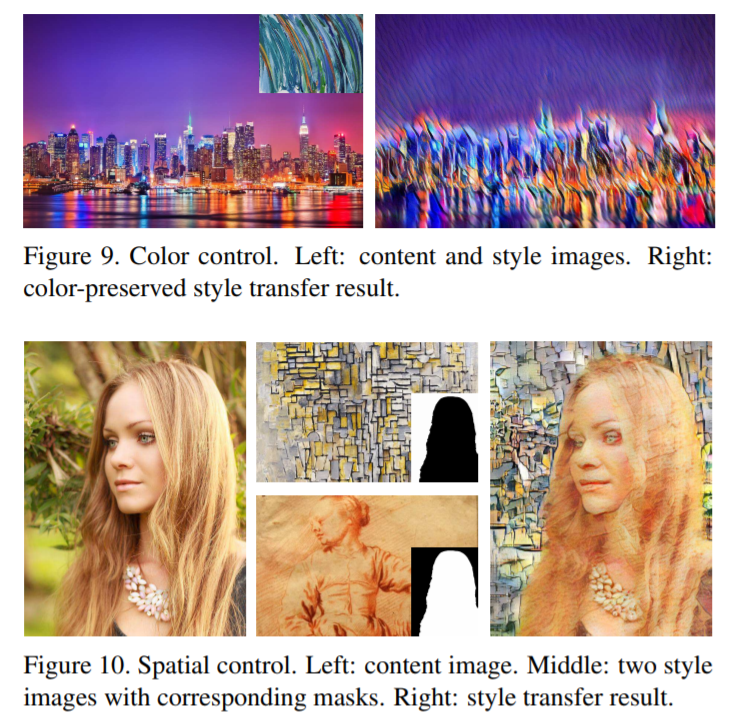 Figure 9. Color control. Left: content and style images. Right:
color-preserved style transfer result.
Figure 10. Spatial control. Left: content image. Middle: two style
images with corresponding masks. Right: style transfer result.